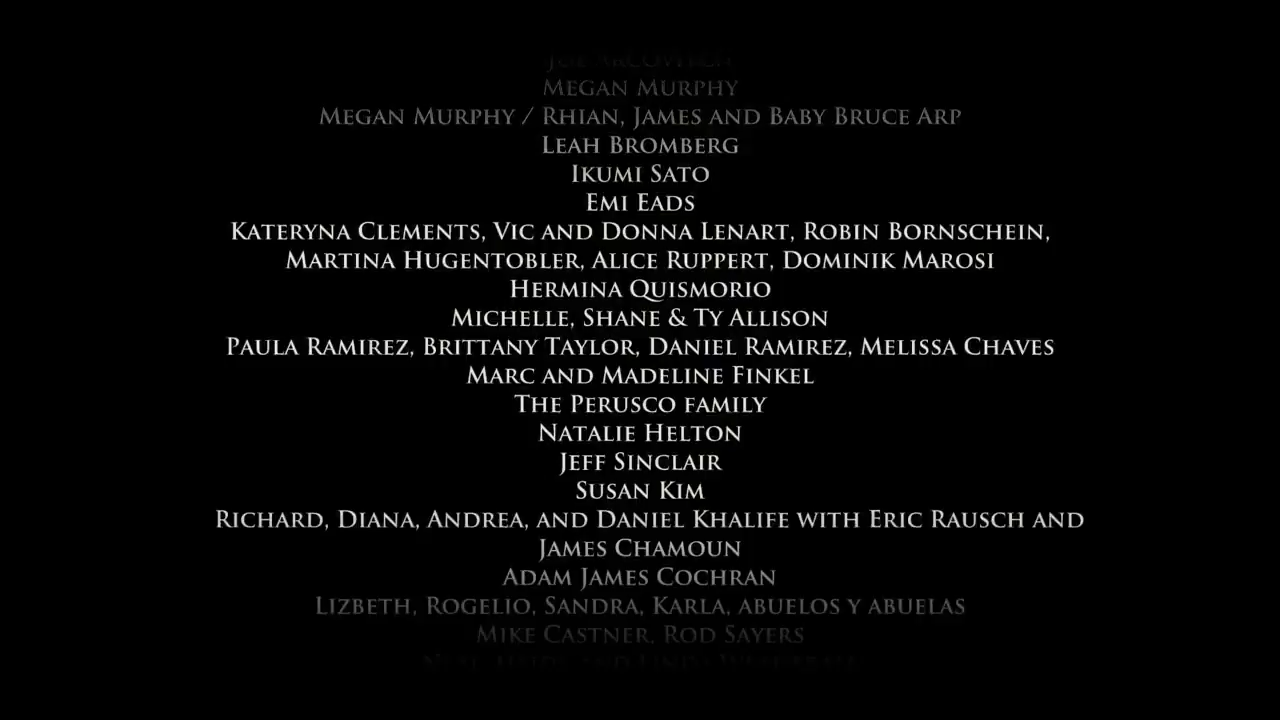 Megan Murphy
Megan Murphy / Rhian, James and Baby Bruce Arp
Leah Bromberg
Ikumi Sato
Emi Eads
Kateryna Clements, Vic and Donna Lenart, Robin Bornschein,
Martina Hugentobler, Alice Ruppert, Dominik Marosi
Hermina Quismorio
Michelle, Shane & Ty Allison
Paula Ramirez, Brittany Taylor, Daniel Ramirez, Melissa Chaves
Marc and Madeline Finkel
The Perusco family
Natalie Helton
Jeff Sinclair
Susan Kim
Richard, Diana, Andrea, and Daniel Khalife with Eric Rausch and
James Chamoun
Adam James Cochran
Lizbeth, Rogelio, Sandra, Karla, abuelos y abuelas
Mike Castner, Rod Sayers